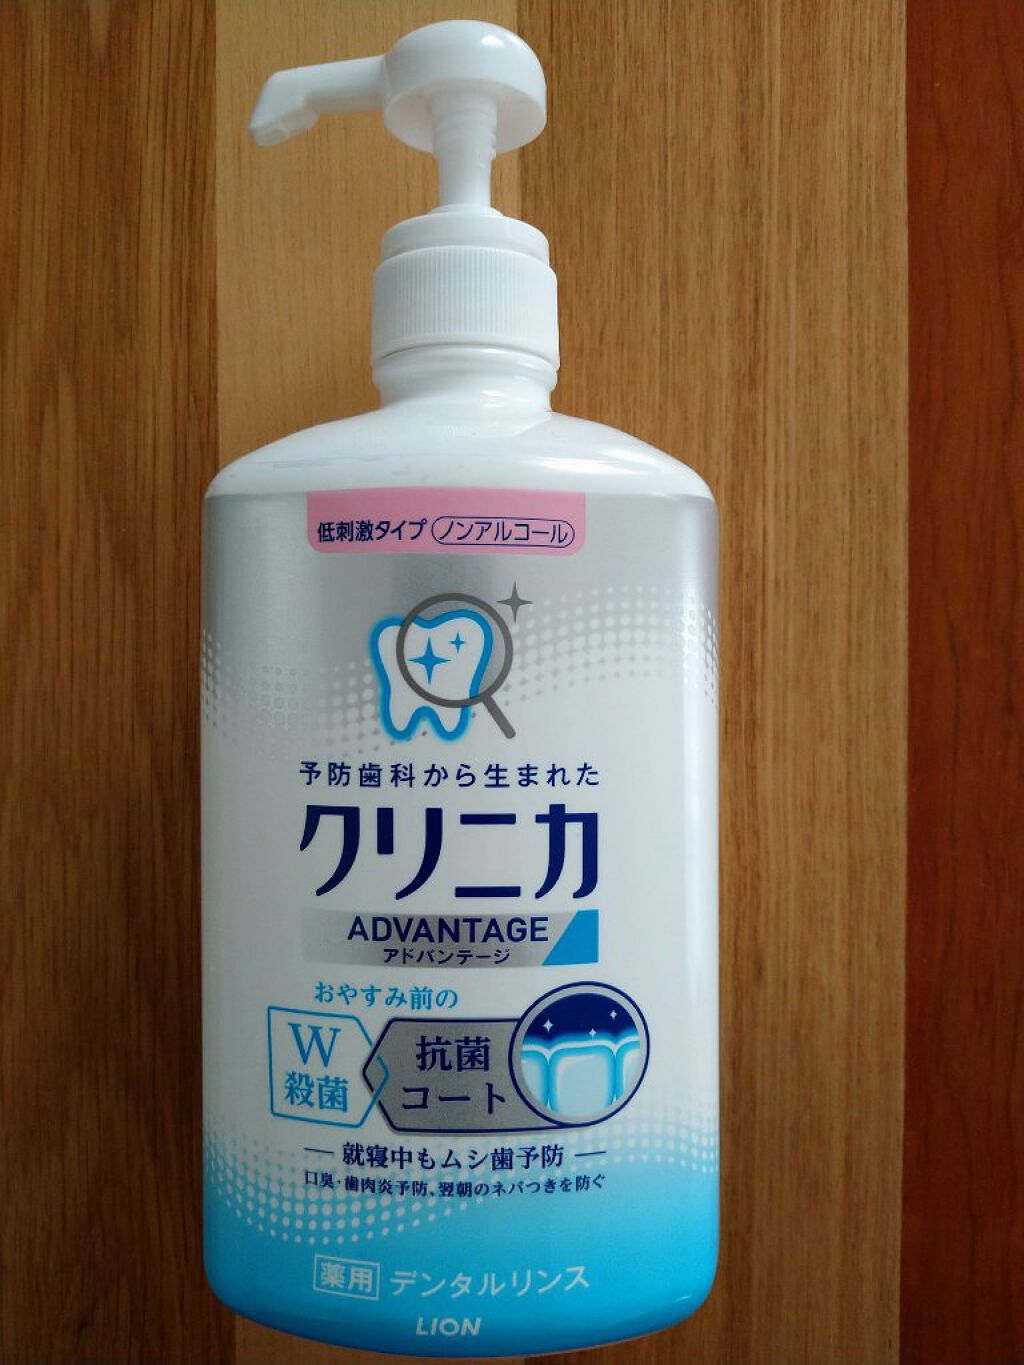 低刺激タイプ ノンアルコール
予防歯科から生まれた
クリニカ
ADVANTAGE
アドバンテージ
おやすみ前の
W
殺菌
抗菌
コート
就寝中もムシ歯予防
口臭・歯肉炎予防、翌朝のネバつきを防ぐ
薬用 デンタルリンス
LION